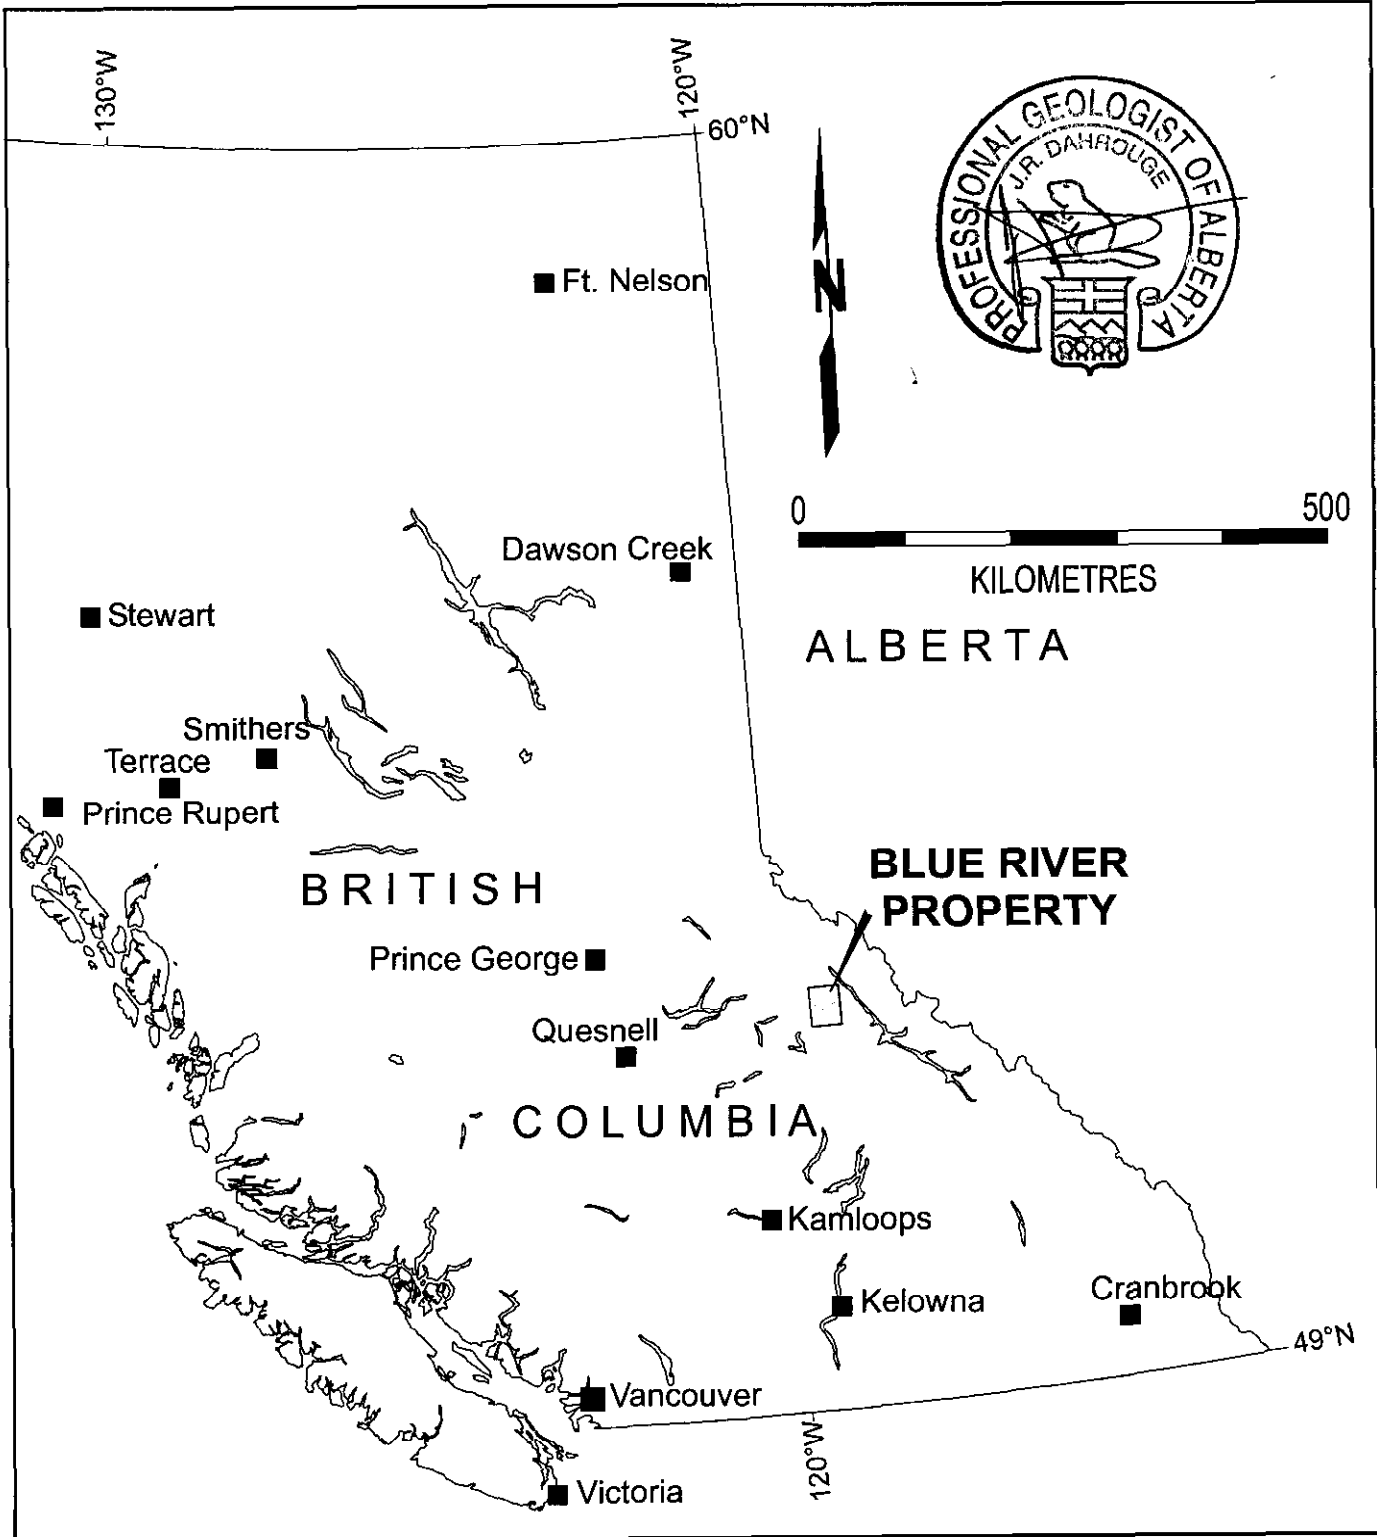 130°W
120°W
60°N
PROFESSIONAL GEOLOGIST OF ALBERTA
J.R. DAHROUGE
N
Ft. Nelson
0 500
KILOMETRES
Dawson Creek
Stewart
ALBERTA
Smithers
Terrace
Prince Rupert
BRITISH
BLUE RIVER
PROPERTY
Prince George
Quesnell
COLUMBIA
Kamloops
Cranbrook
Kelowna
49°N
Vancouver
120°W
Victoria